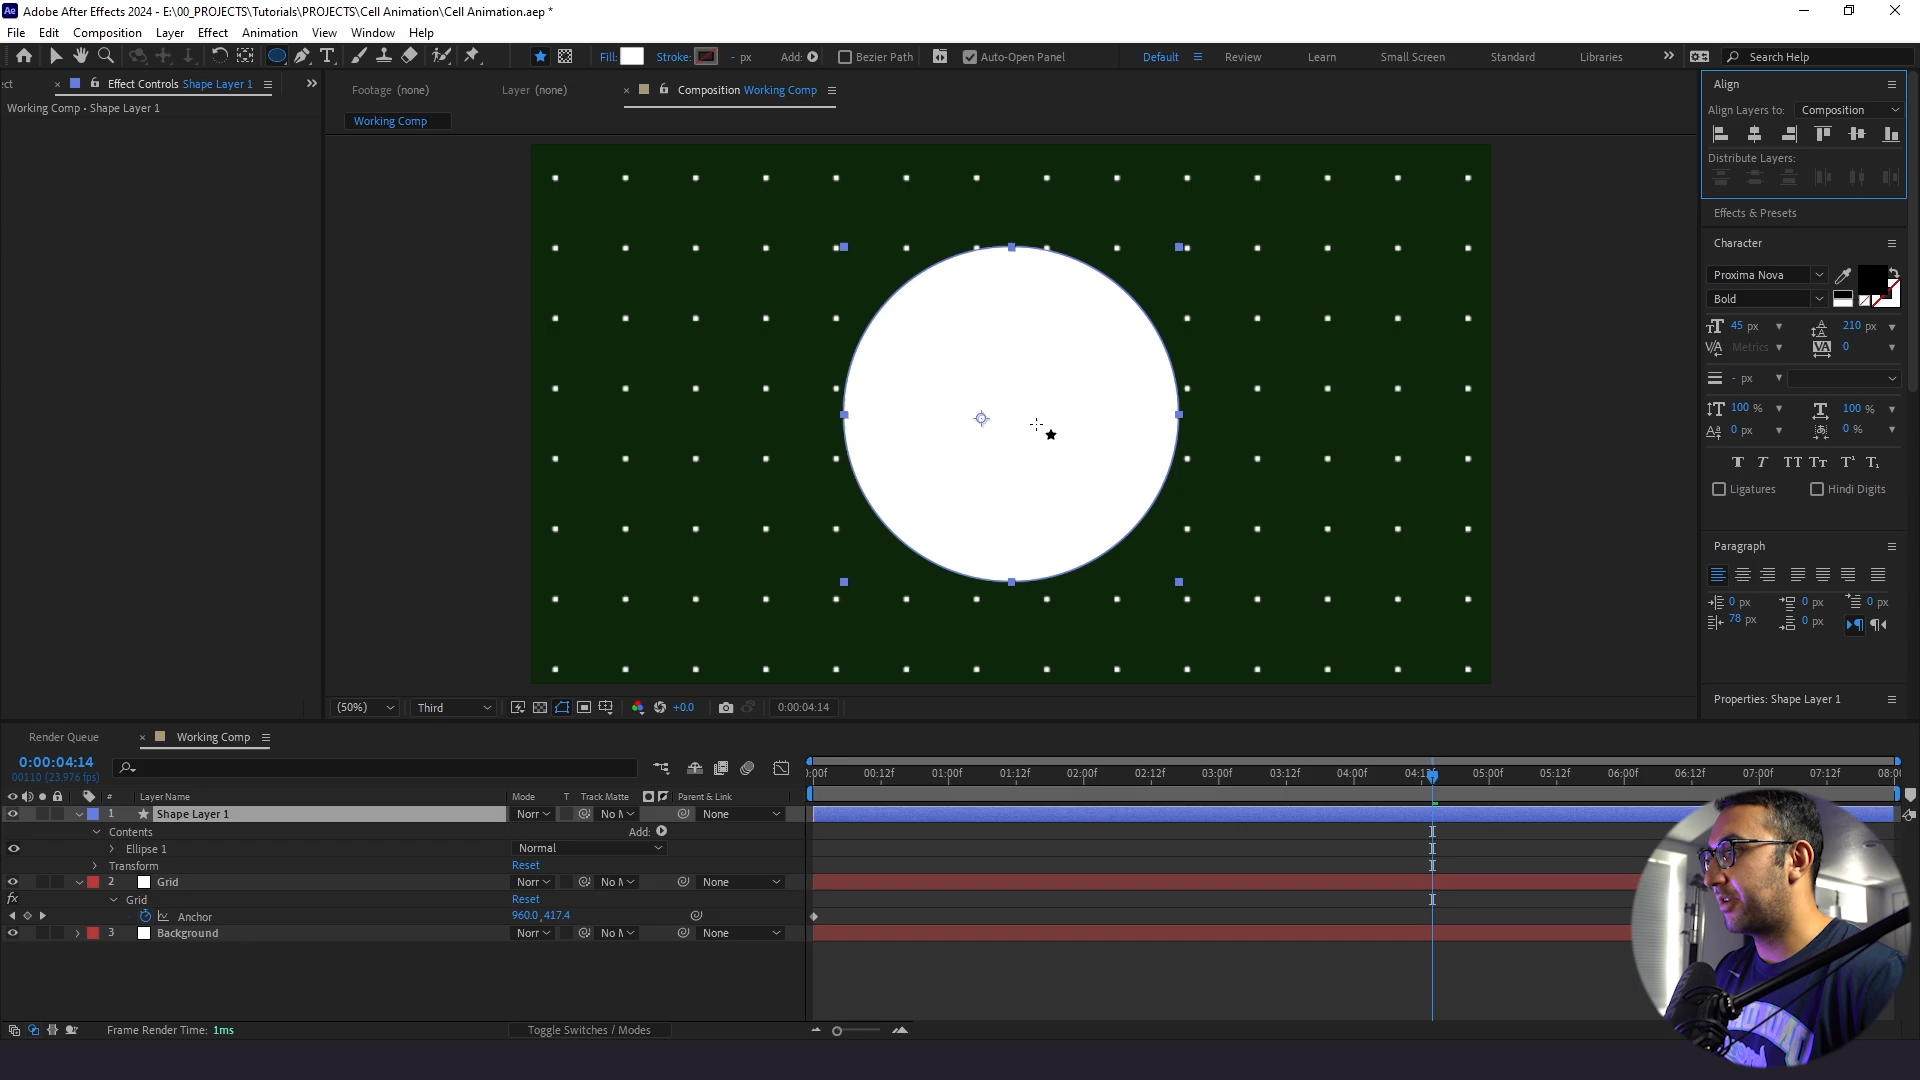 Adobe After Effects 2024 - E:\00_PROJECTS\Tutorials\PROJECTS\Cell Animation\Cell Animation.aep *
File Edit Composition Layer Effect Animation View Window Help
Fill: Stroke: - px Add: Bezier Path Auto-Open Panel Default Review Learn Small Screen Standard Libraries Search Help
Effect Controls Shape Layer 1
Working Comp • Shape Layer 1
Footage (none) Layer (none) Composition Working Comp
Working Comp
(50%) Third +0.0 0:00:04:14
Align
Align Layers to: Composition
Distribute Layers:
Effects & Presets
Character
Proxima Nova
Bold
45 px 210 px
Metrics 0
- px
100 % 100 %
0 px 0 %
Ligatures Hindi Digits
Paragraph
0 px 0 px 0 px
78 px 0 px
Properties: Shape Layer 1
Render Queue Working Comp
0:00:04:14
00110 (23.976 fps)
00:12f 01:00f 01:12f 02:00f 02:12f 03:00f 03:12f 04:00f 05:00f 05:12f 06:00f 06:12f 07:00f 07:12f
# Layer Name Mode T Track Matte Parent & Link
1 Shape Layer 1 None
Contents Add:
Ellipse 1 Normal
Transform Reset
2 Grid None
fx Grid Reset
Anchor 960.0,417.4
3 Background None
Frame Render Time: 1ms Toggle Switches / Modes